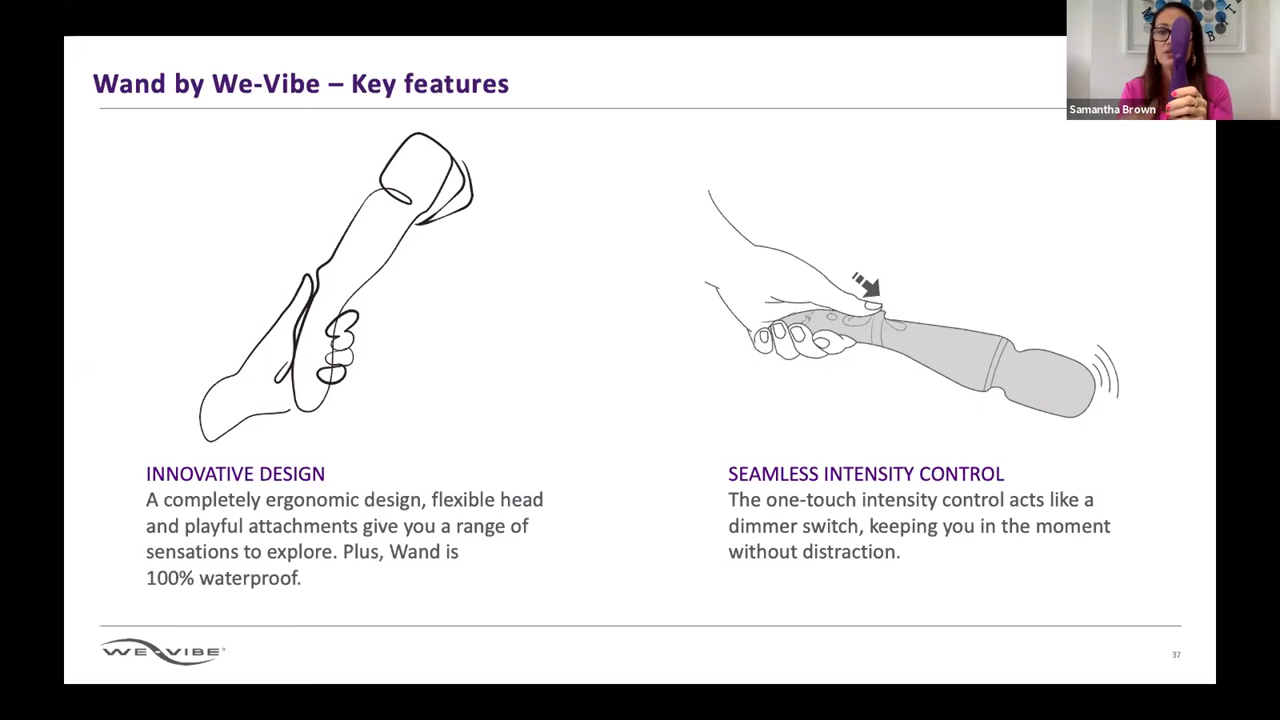 Wand by We-Vibe – Key features
Samantha Brown
INNOVATIVE DESIGN
A completely ergonomic design, flexible head
and playful attachments give you a range of
sensations to explore. Plus, Wand is
100% waterproof.
SEAMLESS INTENSITY CONTROL
The one-touch intensity control acts like a
dimmer switch, keeping you in the moment
without distraction.
WE-VIBE®
37